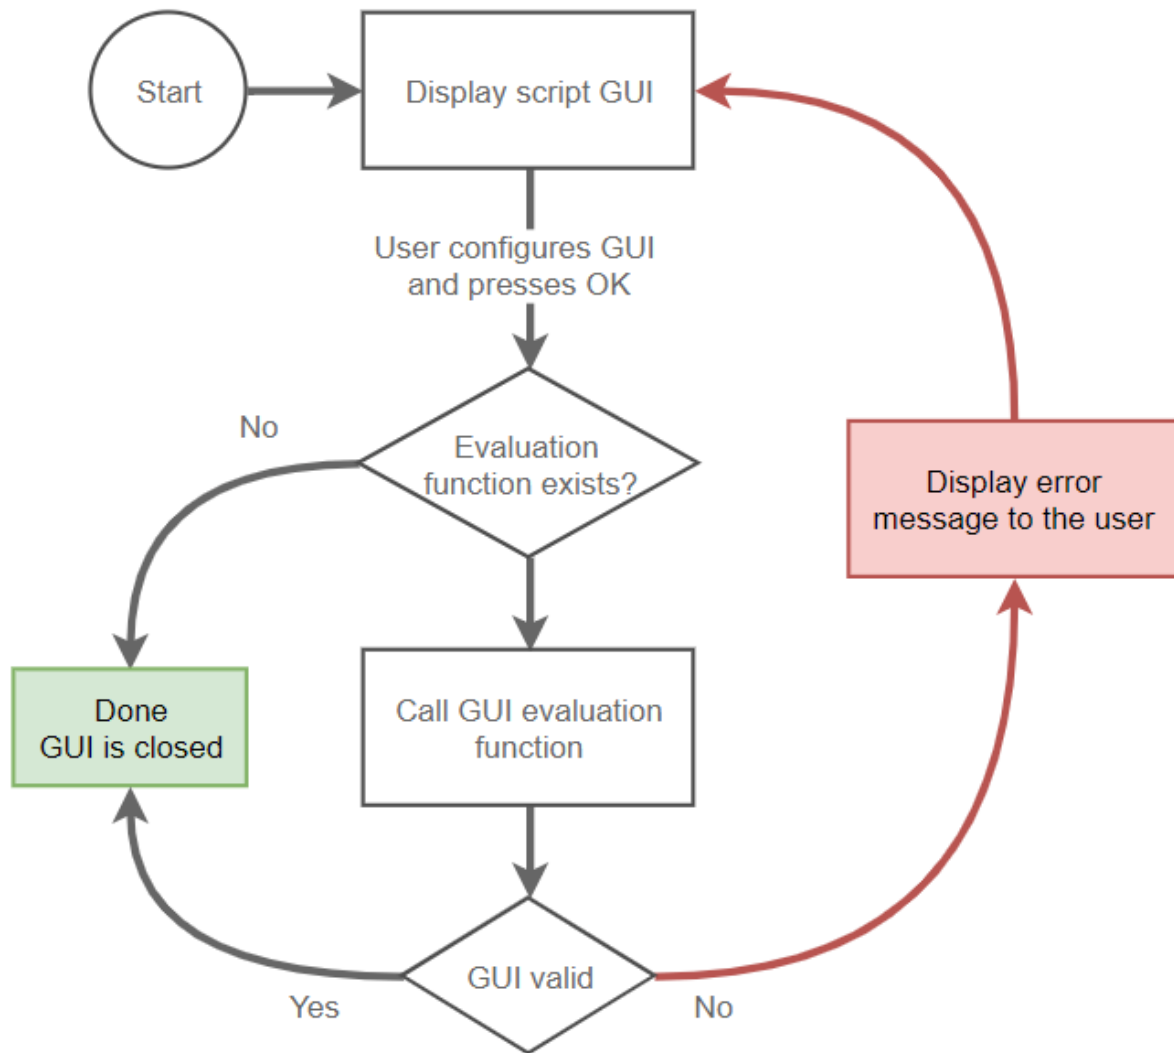 Start
Display script GUI
User configures GUI
and presses OK
No
Evaluation
function exists?
Display error
message to the user
Done
GUI is closed
Call GUI evaluation
function
GUI valid
Yes
No